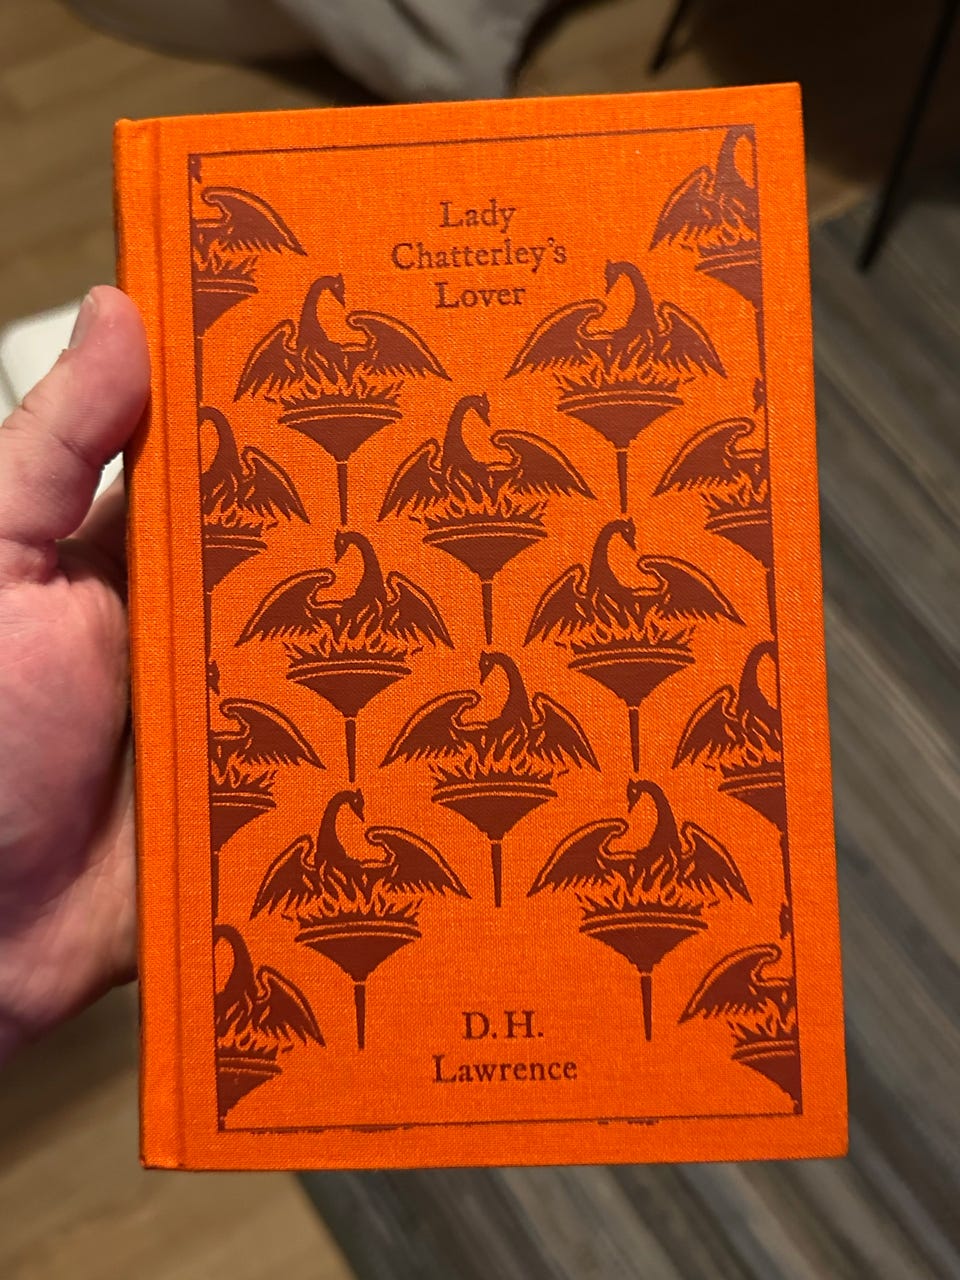 Lady
Chatterley's
Lover
D. H.
Lawrence